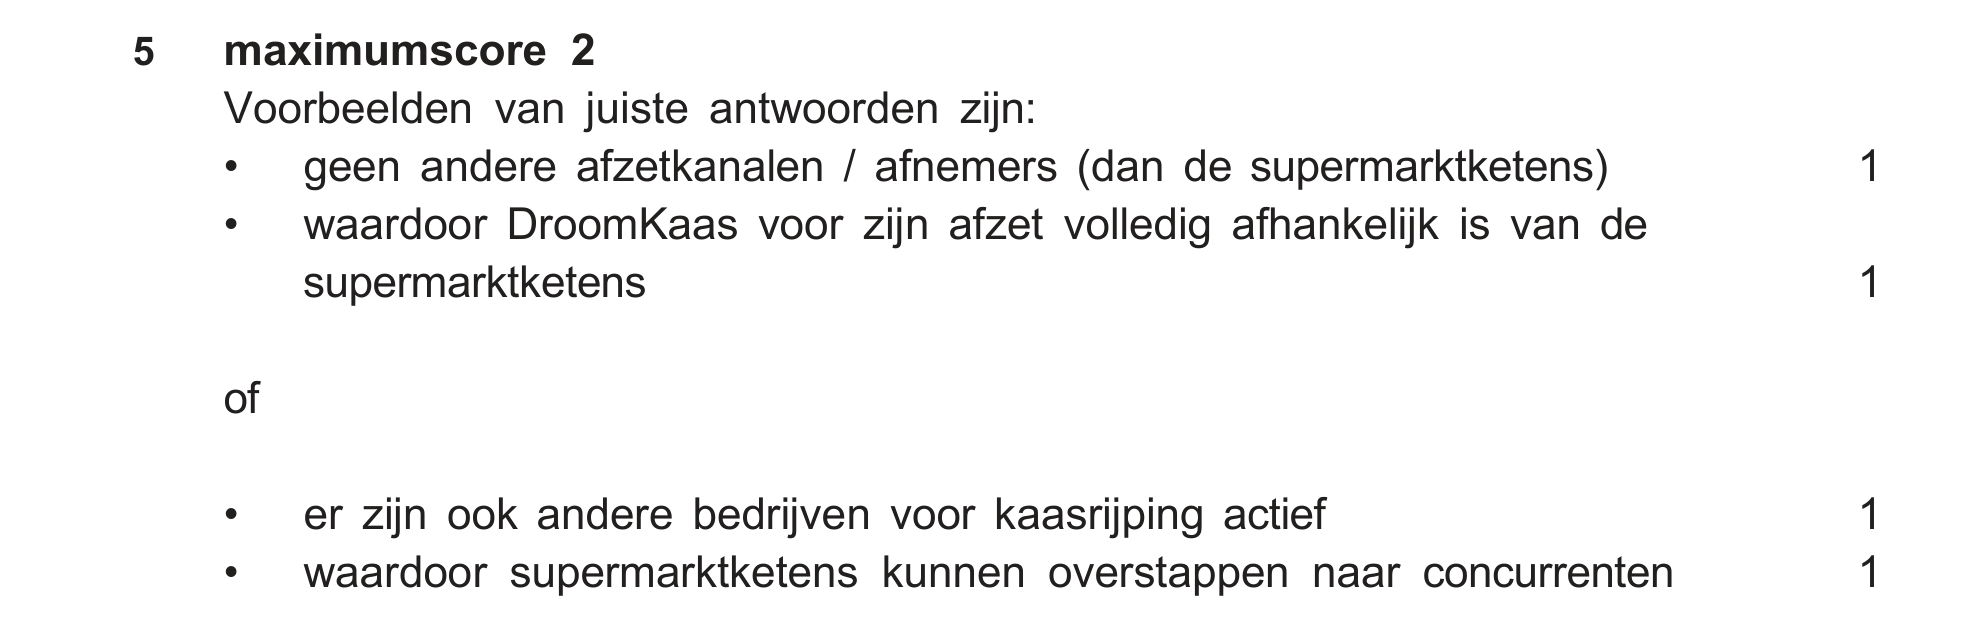 5 maximumscore 2
Voorbeelden van juiste antwoorden zijn:
• geen andere afzetkanalen / afnemers (dan de supermarktketens) 1
• waardoor DroomKaas voor zijn afzet volledig afhankelijk is van de
supermarktketens 1
of
• er zijn ook andere bedrijven voor kaasrijping actief 1
• waardoor supermarktketens kunnen overstappen naar concurrenten 1